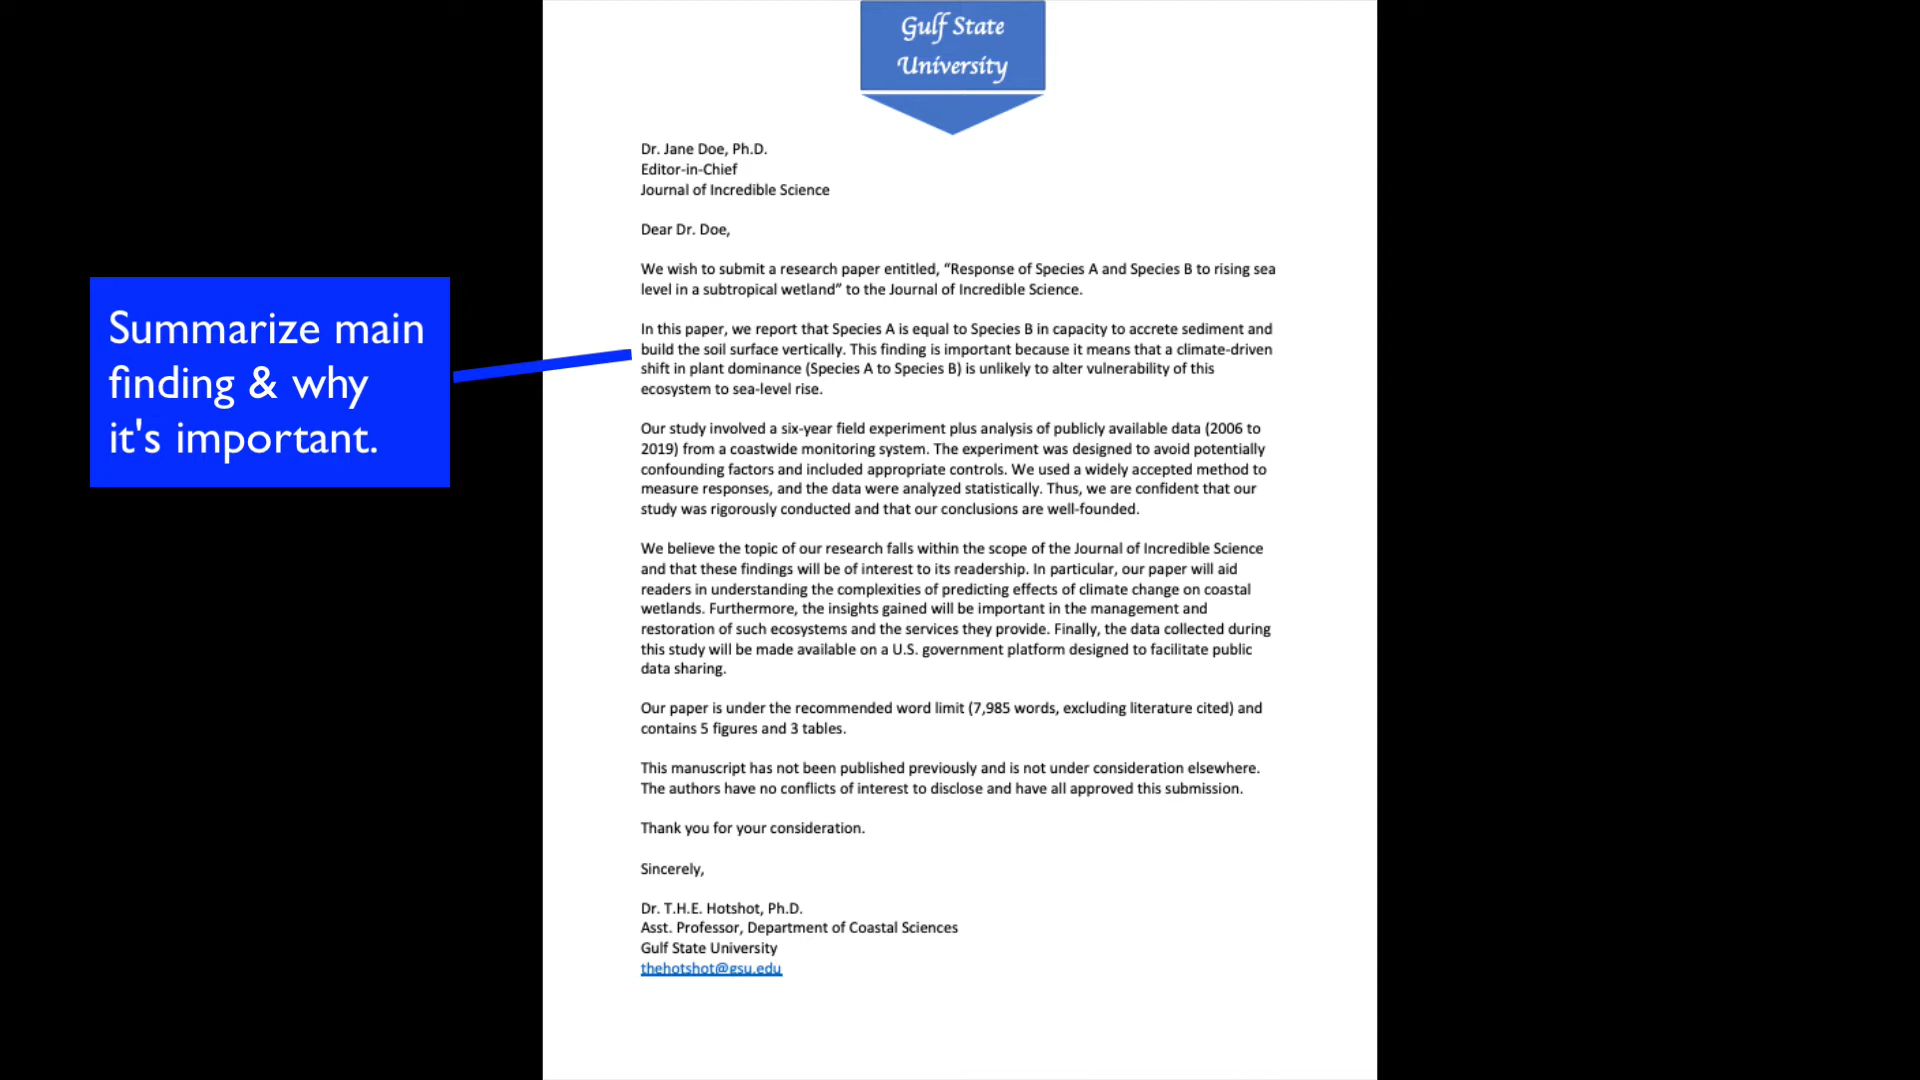 Gulf State
University
Dr. Jane Doe, Ph.D.
Editor-in-Chief
Journal of Incredible Science
Dear Dr. Doe,
We wish to submit a research paper entitled, “Response of Species A and Species B to rising sea
level in a subtropical wetland” to the Journal of Incredible Science.
Summarize main
finding & why
it's important.
In this paper, we report that Species A is equal to Species B in capacity to accrete sediment and
build the soil surface vertically. This finding is important because it means that a climate-driven
shift in plant dominance (Species A to Species B) is unlikely to alter vulnerability of this
ecosystem to sea-level rise.
Our study involved a six-year field experiment plus analysis of publicly available data (2006 to
2019) from a coastwide monitoring system. The experiment was designed to avoid potentially
confounding factors and included appropriate controls. We used a widely accepted method to
measure responses, and the data were analyzed statistically. Thus, we are confident that our
study was rigorously conducted and that our conclusions are well-founded.
We believe the topic of our research falls within the scope of the Journal of Incredible Science
and that these findings will be of interest to its readership. In particular, our paper will aid
readers in understanding the complexities of predicting effects of climate change on coastal
wetlands. Furthermore, the insights gained will be important in the management and
restoration of such ecosystems and the services they provide. Finally, the data collected during
this study will be made available on a U.S. government platform designed to facilitate public
data sharing.
Our paper is under the recommended word limit (7,985 words, excluding literature cited) and
contains 5 figures and 3 tables.
This manuscript has not been published previously and is not under consideration elsewhere.
The authors have no conflicts of interest to disclose and have all approved this submission.
Thank you for your consideration.
Sincerely,
Dr. T.H.E. Hotshot, Ph.D.
Asst. Professor, Department of Coastal Sciences
Gulf State University
thehotshot@gsu.edu